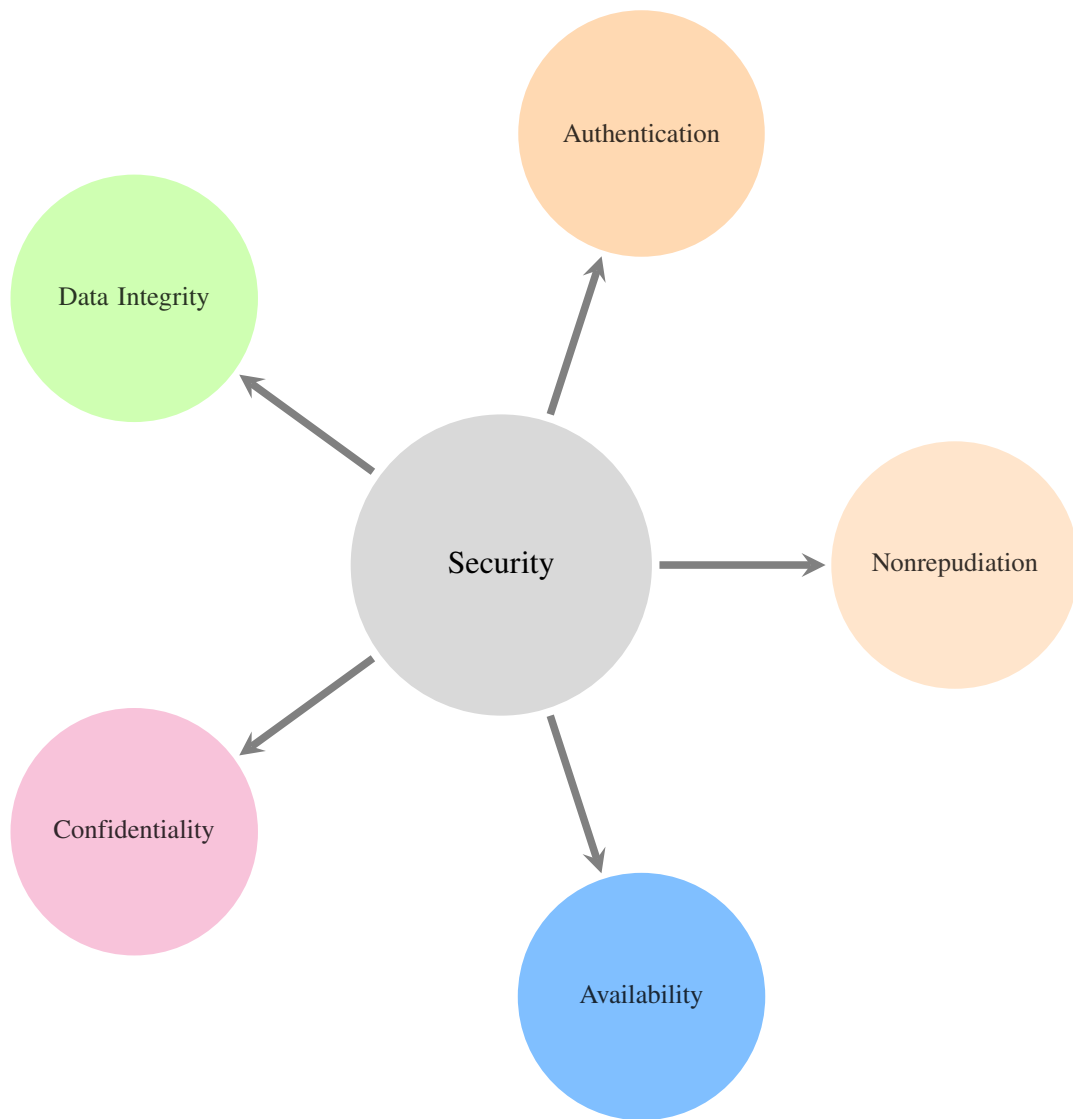 Authentication
Data Integrity
Security
Nonrepudiation
Confidentiality
Availability